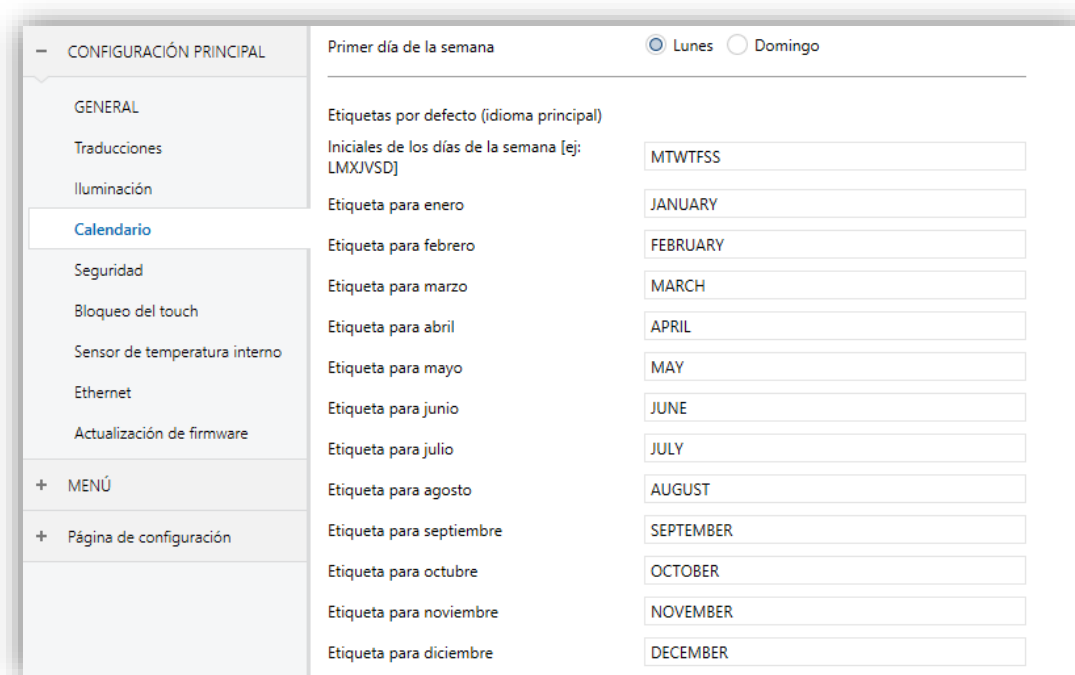 CONFIGURACIÓN PRINCIPAL
GENERAL
Traducciones
Iluminación
Calendario
Seguridad
Bloqueo del touch
Sensor de temperatura interno
Ethernet
Actualización de firmware
MENÚ
Página de configuración
Primer día de la semana Lunes Domingo
Etiquetas por defecto (idioma principal)
Iniciales de los días de la semana [ej:
LMXJVSD] MTWTFSS
Etiqueta para enero JANUARY
Etiqueta para febrero FEBRUARY
Etiqueta para marzo MARCH
Etiqueta para abril APRIL
Etiqueta para mayo MAY
Etiqueta para junio JUNE
Etiqueta para julio JULY
Etiqueta para agosto AUGUST
Etiqueta para septiembre SEPTEMBER
Etiqueta para octubre OCTOBER
Etiqueta para noviembre NOVEMBER
Etiqueta para diciembre DECEMBER